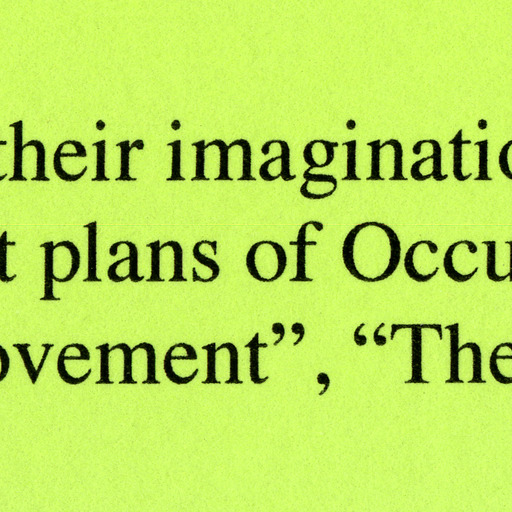 their imaginatio
t plans of Occu
ovement”, “The